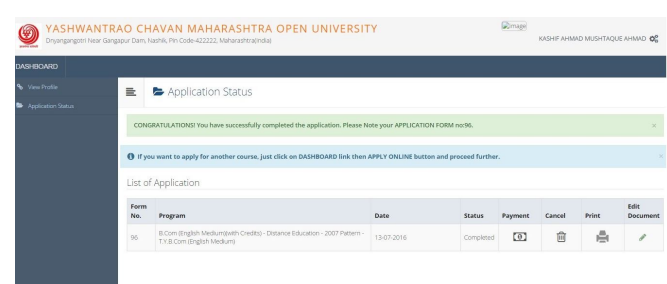 YASHWANTRAO CHAVAN MAHARASHTRA OPEN UNIVERSITY
Dnyangangotri Near Gangapur Dam, Nashik, Pin Code-422222, Maharashtra(India)
image
KASHIF AHMAD MUSHTAQUE AHMAD
DASHBOARD
View Profile
Application Status
Application Status
CONGRATULATIONS! You have successfully completed the application. Please Note your APPLICATION FORM no:96.
If you want to apply for another course, just click on DASHBOARD link then APPLY ONLINE button and proceed further.
List of Application
Form No. Program Date Status Payment Cancel Print Edit Document
96 B.Com (English Medium)(with Credits) - Distance Education - 2007 Pattern - 13-07-2016 Completed
T.Y.B.Com (English Medium)